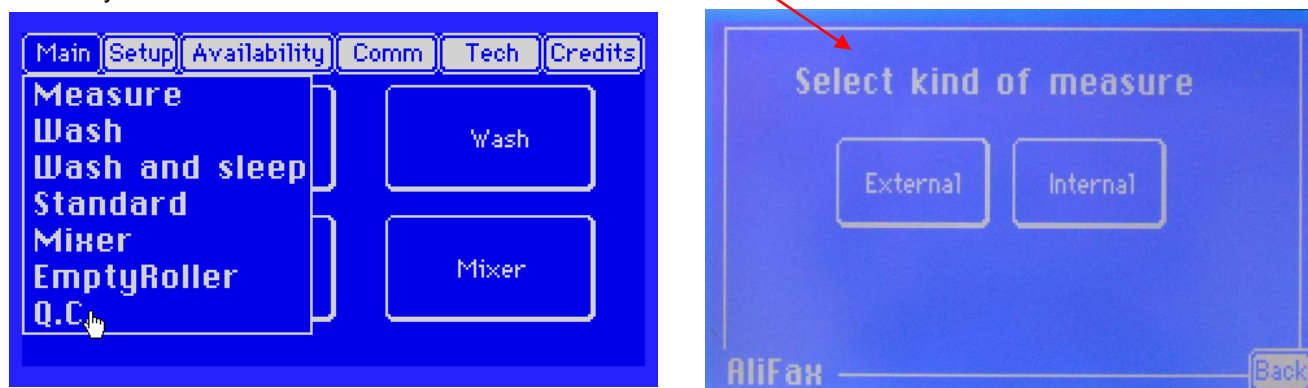 Main Setup Availability Comm Tech Credits
Measure
Wash
Wash and sleep
Standard
Mixer
EmptyRoller
Q.C.
Wash
Mixer
Select kind of measure
External Internal
AliFax
Back